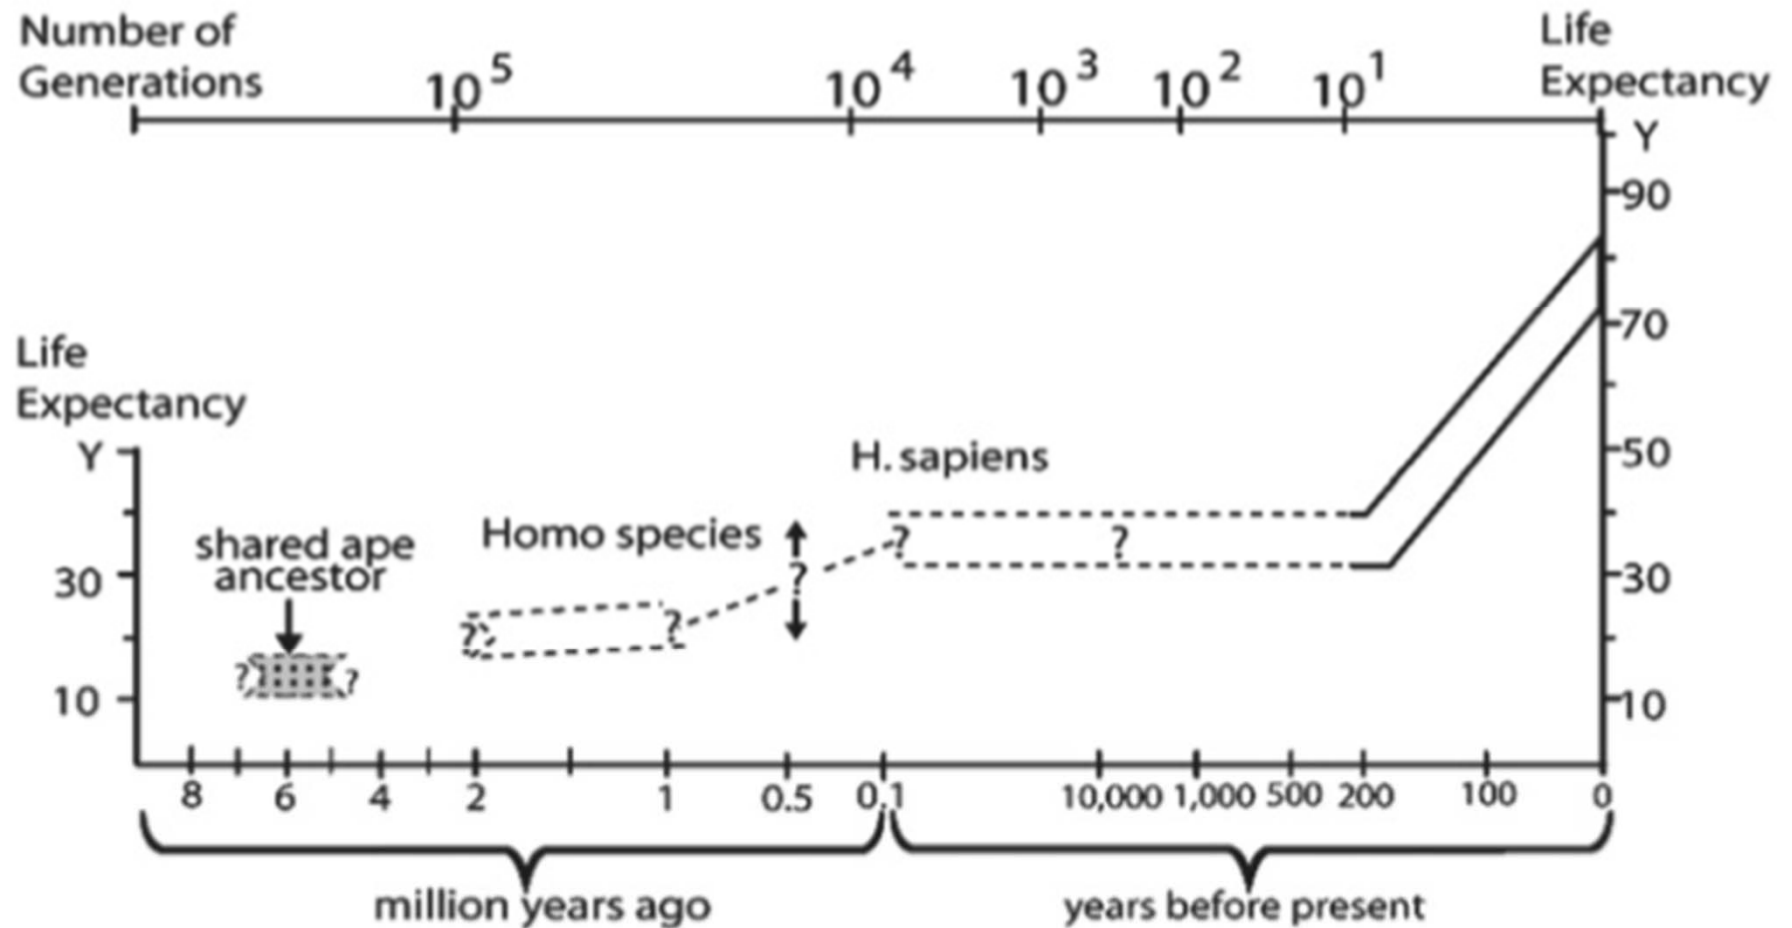 Number of
Generations
10^5 10^4 10^3 10^2 10^1
Life
Expectancy
Y
90
70
50
30
10
Life
Expectancy
Y
30
10
shared ape
ancestor
? ?
Homo species
? ?
?
H. sapiens
? ?
8 6 4 2 1 0.5 0.1 10,000 1,000 500 200 100 0
million years ago
years before present